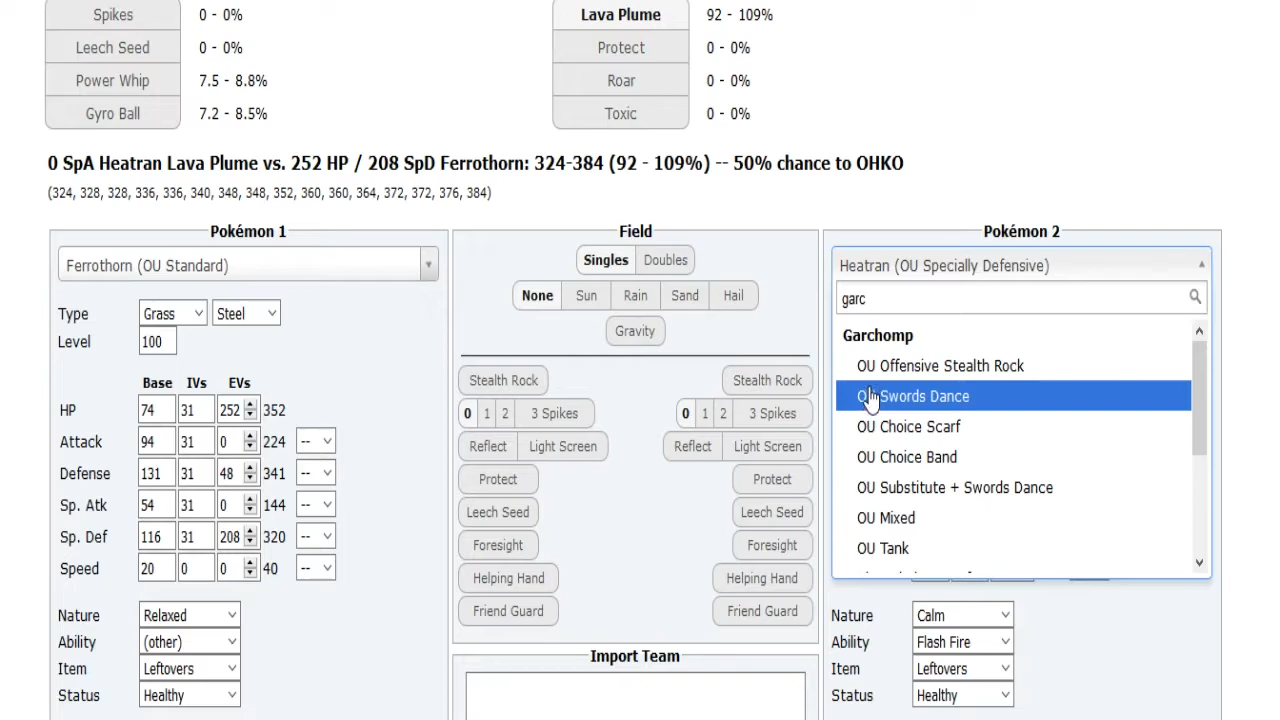 Spikes 0 - 0% Lava Plume 92 - 109%
Leech Seed 0 - 0% Protect 0 - 0%
Power Whip 7.5 - 8.8% Roar 0 - 0%
Gyro Ball 7.2 - 8.5% Toxic 0 - 0%
0 SpA Heatran Lava Plume vs. 252 HP / 208 SpD Ferrothorn: 324-384 (92 - 109%) -- 50% chance to OHKO
(324, 328, 328, 336, 336, 340, 348, 348, 352, 360, 360, 364, 372, 372, 376, 384)
Pokémon 1
Ferrothorn (OU Standard)
Type Grass Steel
Level 100
Base IVs EVs
HP 74 31 252 352
Attack 94 31 0 224 --
Defense 131 31 48 341 --
Sp. Atk 54 31 0 144 --
Sp. Def 116 31 208 320 --
Speed 20 0 0 40 --
Nature Relaxed
Ability (other)
Item Leftovers
Status Healthy
Field
Singles Doubles
None Sun Rain Sand Hail
Gravity
Stealth Rock Stealth Rock
0 1 2 3 Spikes 0 1 2 3 Spikes
Reflect Light Screen Reflect Light Screen
Protect Protect
Leech Seed Leech Seed
Foresight Foresight
Helping Hand Helping Hand
Friend Guard Friend Guard
Import Team
Pokémon 2
Heatran (OU Specially Defensive)
garc
Garchomp
OU Offensive Stealth Rock
OU Swords Dance
OU Choice Scarf
OU Choice Band
OU Substitute + Swords Dance
OU Mixed
OU Tank
Nature Calm
Ability Flash Fire
Item Leftovers
Status Healthy